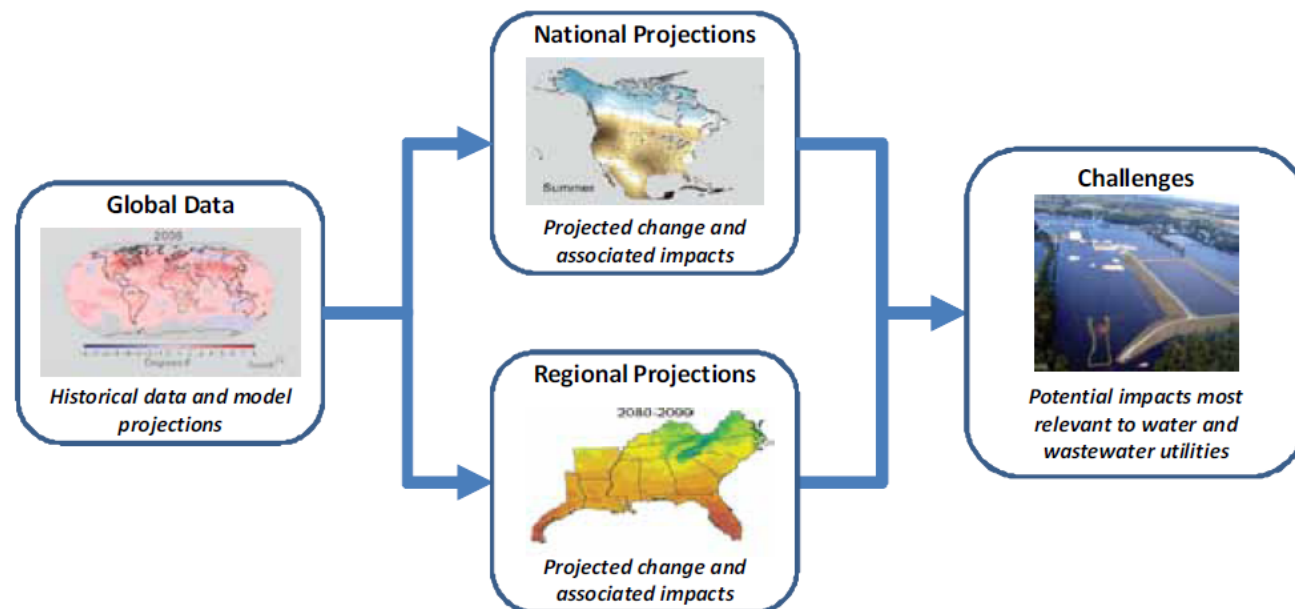 National Projections
Summer
Projected change and
associated impacts
Global Data
2006
Degrees F
Historical data and model
projections
Regional Projections
2080-2099
Projected change and
associated impacts
Challenges
Potential impacts most
relevant to water and
wastewater utilities